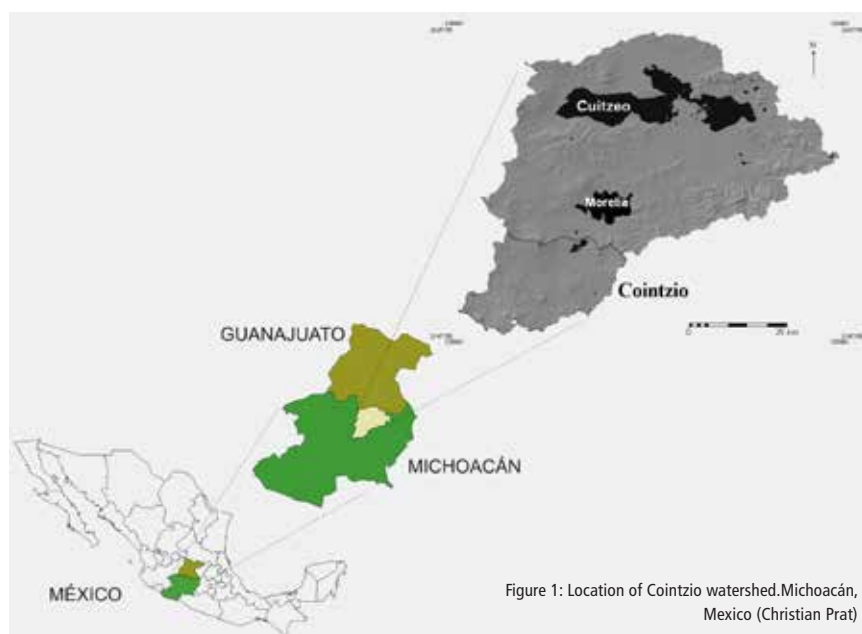 N
Cuitzeo
Morelia
Cointzio
GUANAJUATO
MICHOACÁN
MÉXICO
Figure 1: Location of Cointzio watershed.Michoacán,
Mexico (Christian Prat)